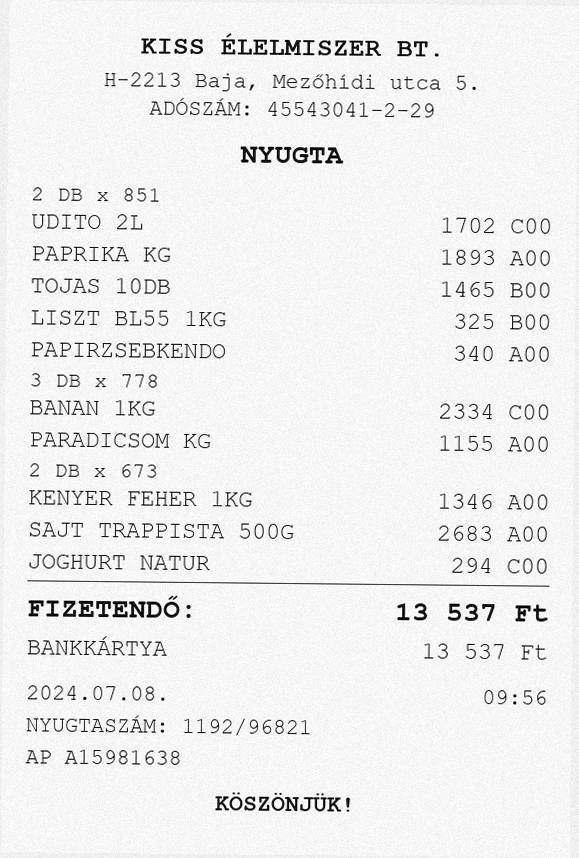 KISS ÉLELMISZER BT.
H-2213 Baja, Mezőhídi utca 5.
ADÓSZÁM: 45543041-2-29
NYUGTA
2 DB x 851
UDITO 2L 1702 C00
PAPRIKA KG 1893 A00
TOJAS 10DB 1465 B00
LISZT BL55 1KG 325 B00
PAPIRZSEBKENDO 340 A00
3 DB x 778
BANAN 1KG 2334 C00
PARADICSOM KG 1155 A00
2 DB x 673
KENYER FEHER 1KG 1346 A00
SAJT TRAPPISTA 500G 2683 A00
JOGHURT NATUR 294 C00
FIZETENDŐ: 13 537 Ft
BANKKÁRTYA 13 537 Ft
2024.07.08. 09:56
NYUGTASZÁM: 1192/96821
AP A15981638
KÖSZÖNJÜK!